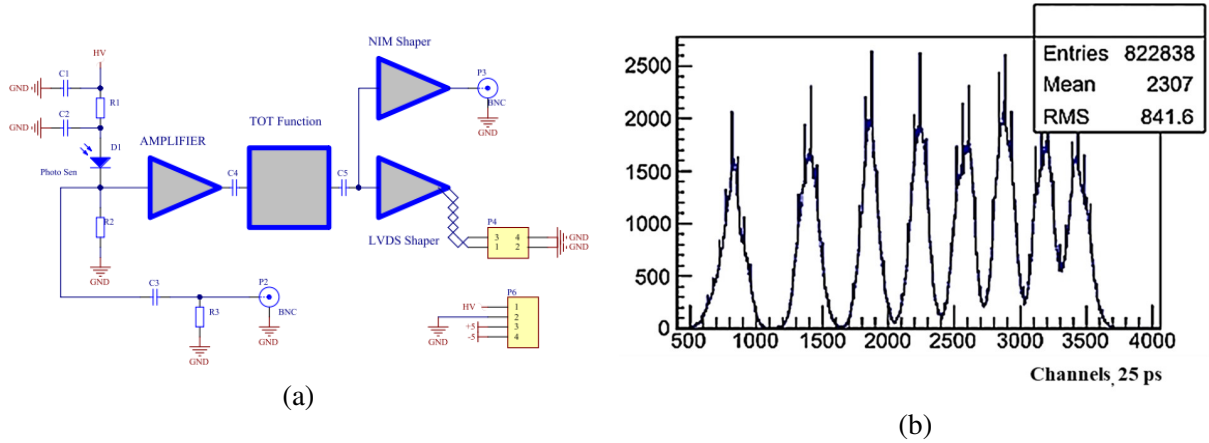 NIM Shaper
HV
C1
GND
R1
P3
BNC
GND
C2
GND
TOT Function
AMPLIFIER
D1
Photo Sen
C4
C5
R2
GND
LVDS Shaper
P4
3 4 GND
1 2 GND
C3
P2
BNC
R3
GND
GND
P6
HV 1
2
GND
+5 3
-5 4
(a)
Entries 822838
Mean 2307
RMS 841.6
2500
2000
1500
1000
500
0
500 1000 1500 2000 2500 3000 3500 4000
Channels, 25 ps
(b)